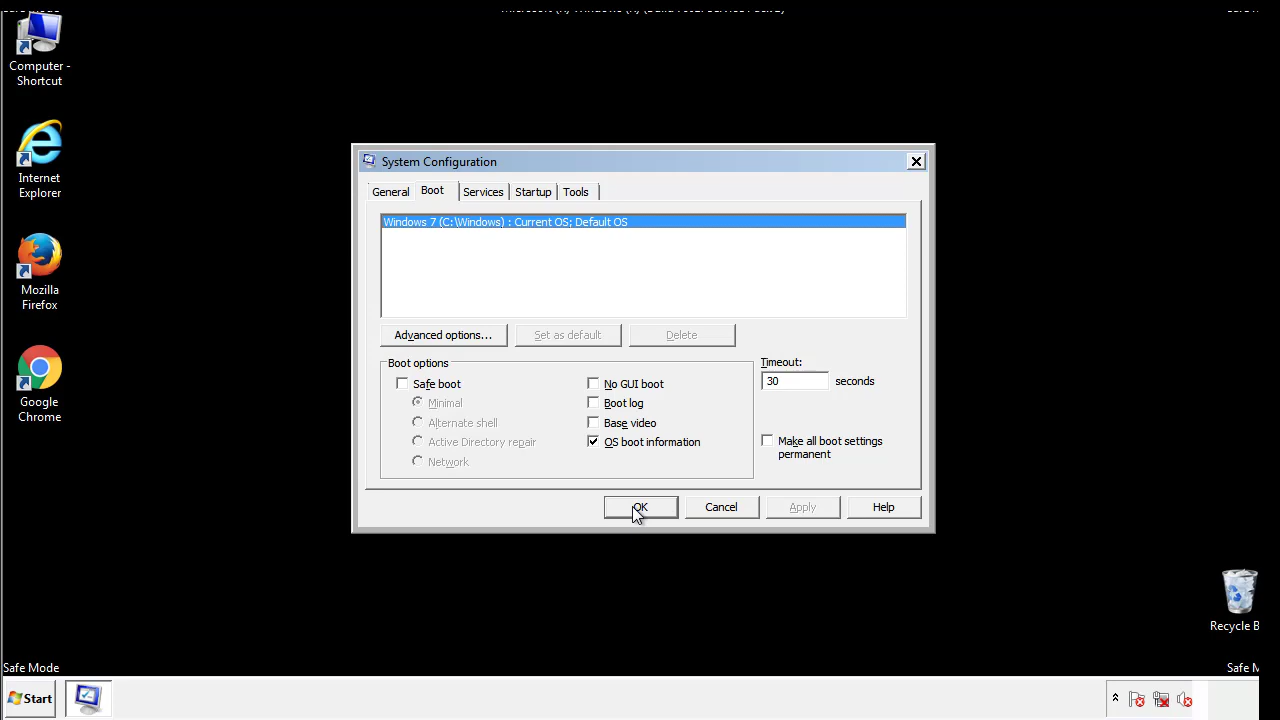 Computer -
Shortcut
Internet
Explorer
Mozilla
Firefox
Google
Chrome
System Configuration
General
Boot
Services
Startup
Tools
Windows 7 (C:\Windows) : Current OS; Default OS
Advanced options...
Set as default
Delete
Boot options
Safe boot
Minimal
Alternate shell
Active Directory repair
Network
No GUI boot
Boot log
Base video
OS boot information
Timeout:
30 seconds
Make all boot settings
permanent
OK
Cancel
Apply
Help
Recycle B
Safe Mode
Safe M
Start